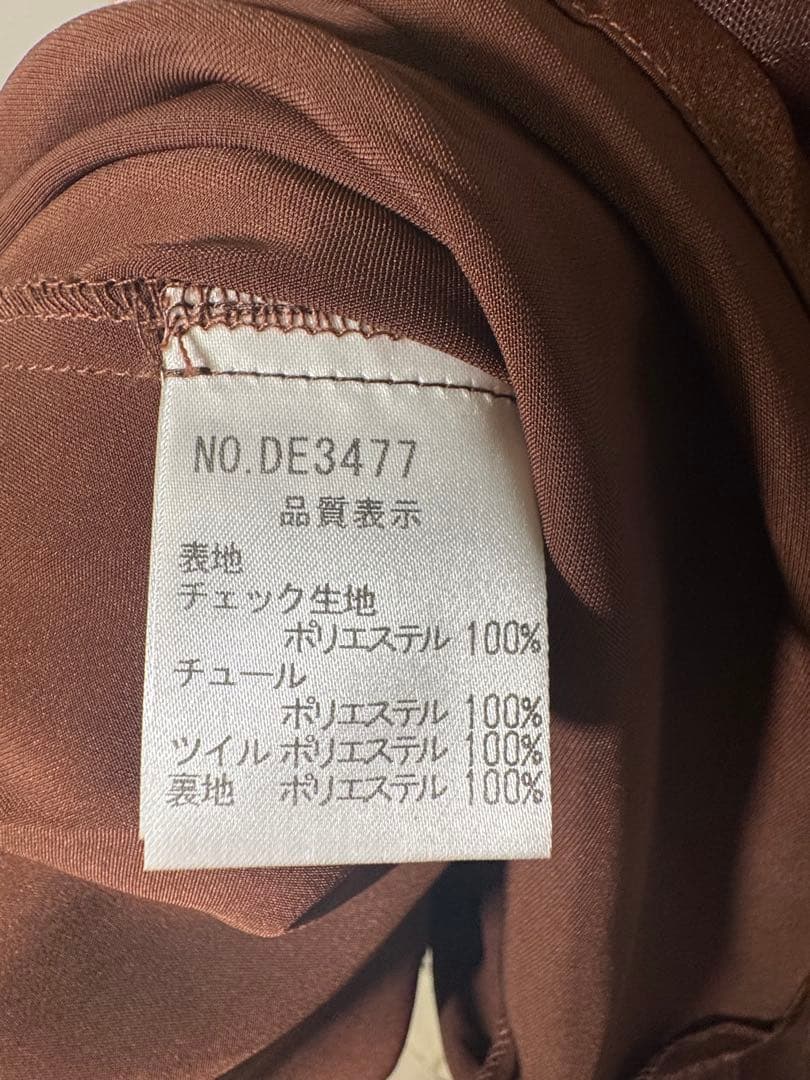 NO.DE3477
品質表示
表地
チェック生地
ポリエステル 100%
チュール
ポリエステル 100%
ツイル ポリエステル 100%
裏地 ポリエステル 100%